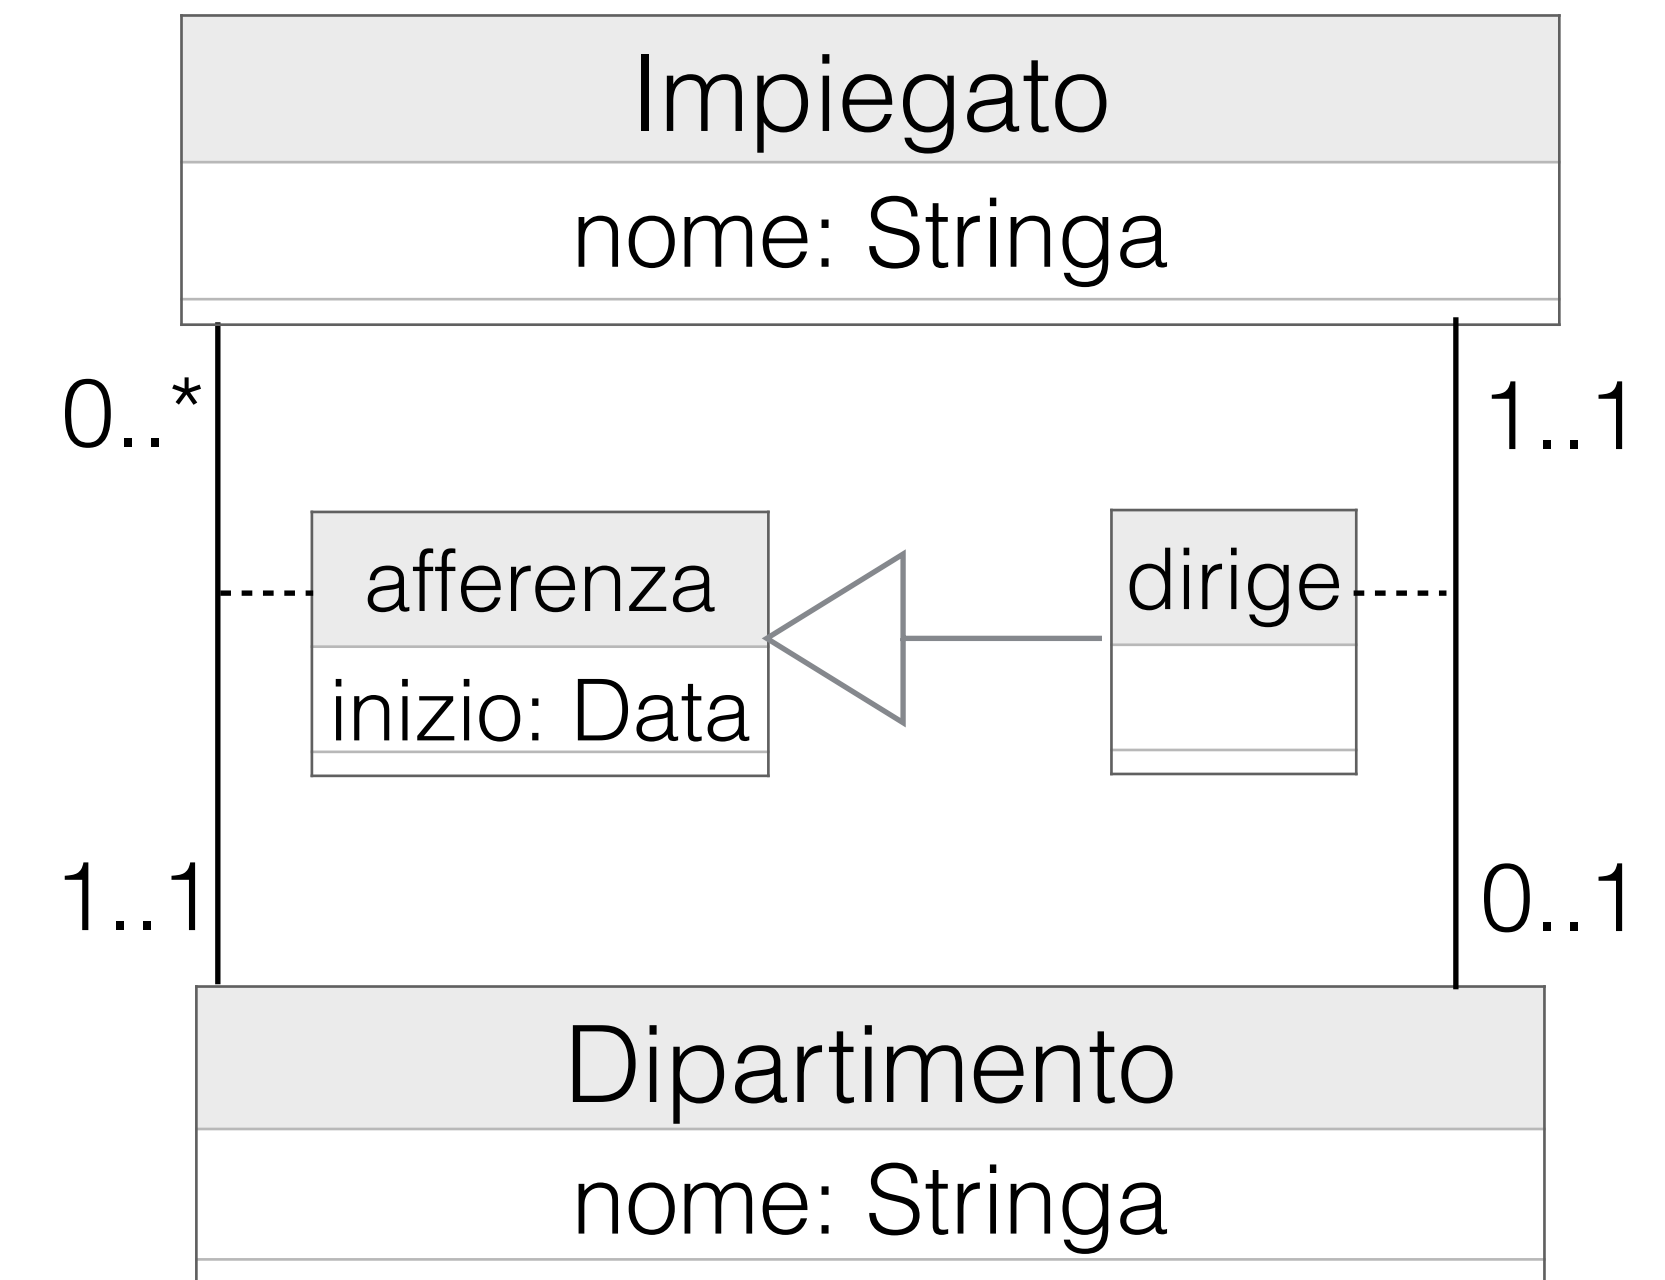 Impiegato
nome: Stringa
0..*
1..1
afferenza
dirige
inizio: Data
1..1
0..1
Dipartimento
nome: Stringa